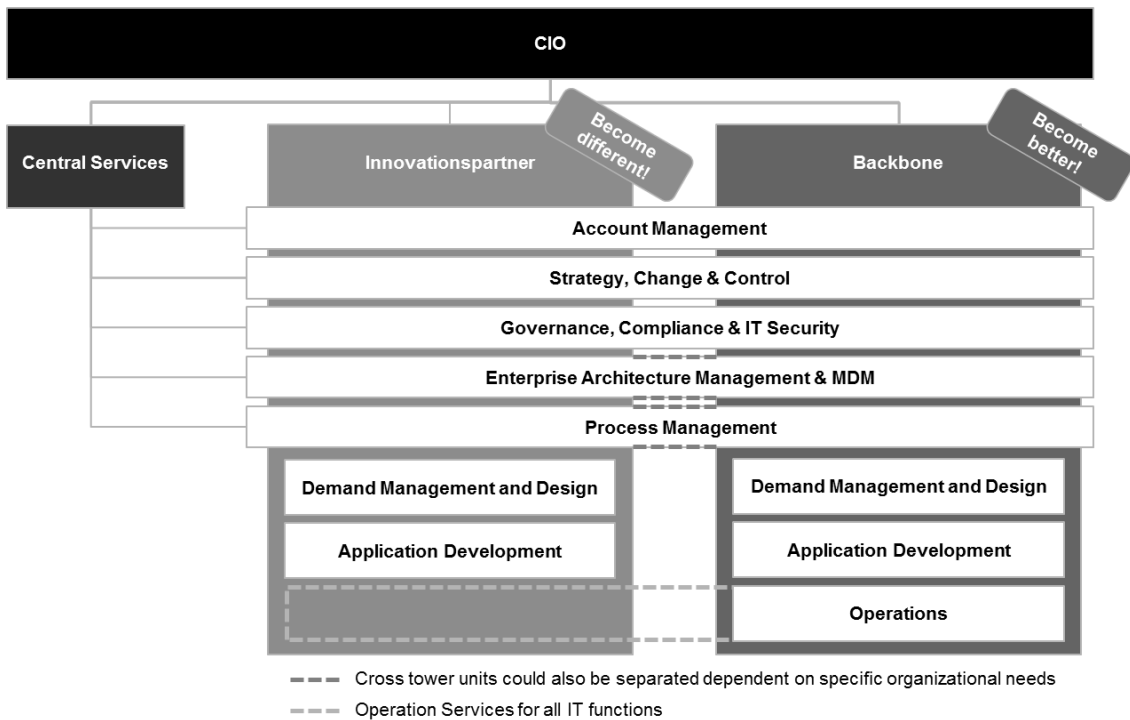 CIO
Central Services
Innovationspartner
Become
different!
Backbone
Become
better!
Account Management
Strategy, Change & Control
Governance, Compliance & IT Security
Enterprise Architecture Management & MDM
Process Management
Demand Management and Design
Application Development
Demand Management and Design
Application Development
Operations
Cross tower units could also be separated dependent on specific organizational needs
Operation Services for all IT functions